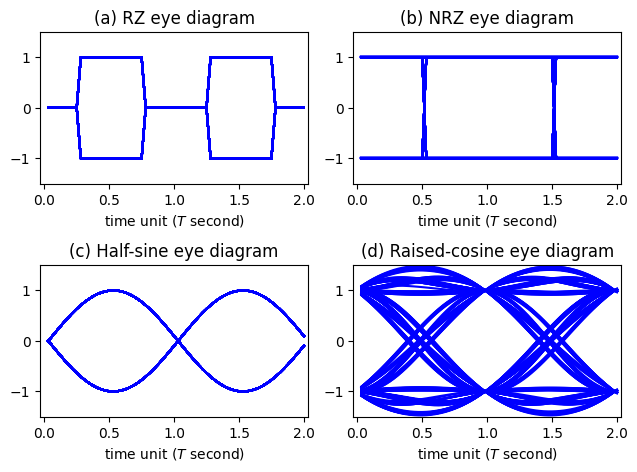 (a) RZ eye diagram
1
0
−1
0.0 0.5 1.0 1.5 2.0
time unit (T second)
(b) NRZ eye diagram
1
0
−1
0.0 0.5 1.0 1.5 2.0
time unit (T second)
(c) Half-sine eye diagram
1
0
−1
0.0 0.5 1.0 1.5 2.0
time unit (T second)
(d) Raised-cosine eye diagram
1
0
−1
0.0 0.5 1.0 1.5 2.0
time unit (T second)